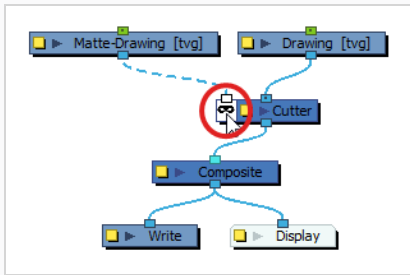 Matte-Drawing [tvg]
Drawing [tvg]
Cutter
Composite
Write
Display